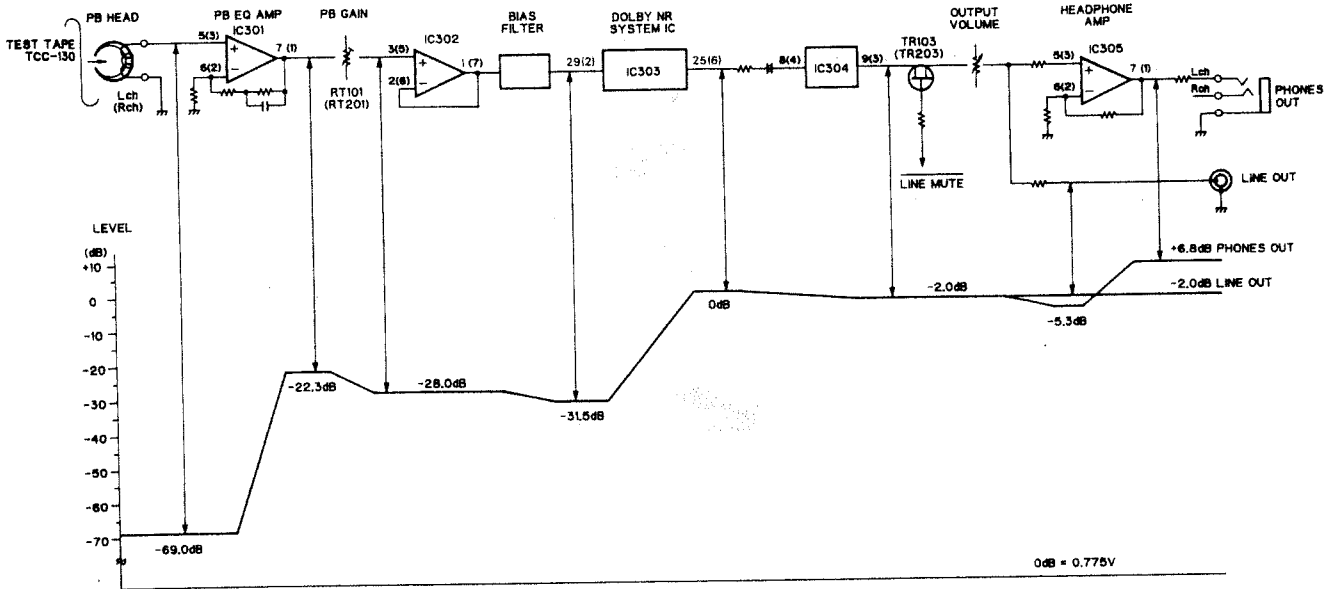 PB HEAD
PB EQ AMP
IC301
PB GAIN
IC302
BIAS
FILTER
DOLBY NR
SYSTEM IC
OUTPUT
VOLUME
HEADPHONE
AMP
TEST TAPE
TCC-130
5(3)
7 (1)
6(2)
3(5)
1 (7)
2(6)
29(2)
IC303
25(6)
8(4)
IC304
9(3)
TR103
(TR203)
5(3)
IC305
7 (1)
6(2)
Lch
Rch
PHONES
OUT
Lch
(Rch)
RT101
(RT201)
LINE MUTE
LINE OUT
LEVEL
(dB)
+10
0
-10
-20
-30
-40
-50
-60
-70
-69.0dB
-22.3dB
-28.0dB
-31.5dB
0dB
-2.0dB
-5.3dB
+6.8dB PHONES OUT
-2.0dB LINE OUT
0dB = 0.775V